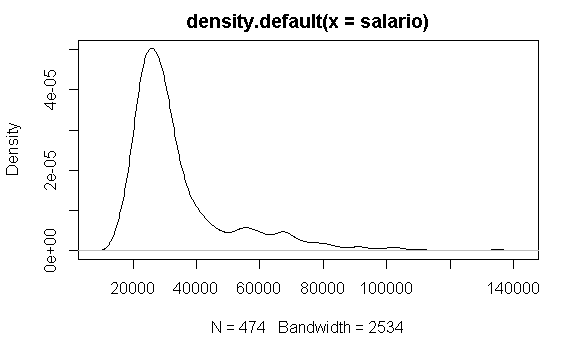 density.default(x = salario)
Density
4e-05
2e-05
0e+00
20000 40000 60000 80000 100000 140000
N = 474 Bandwidth = 2534